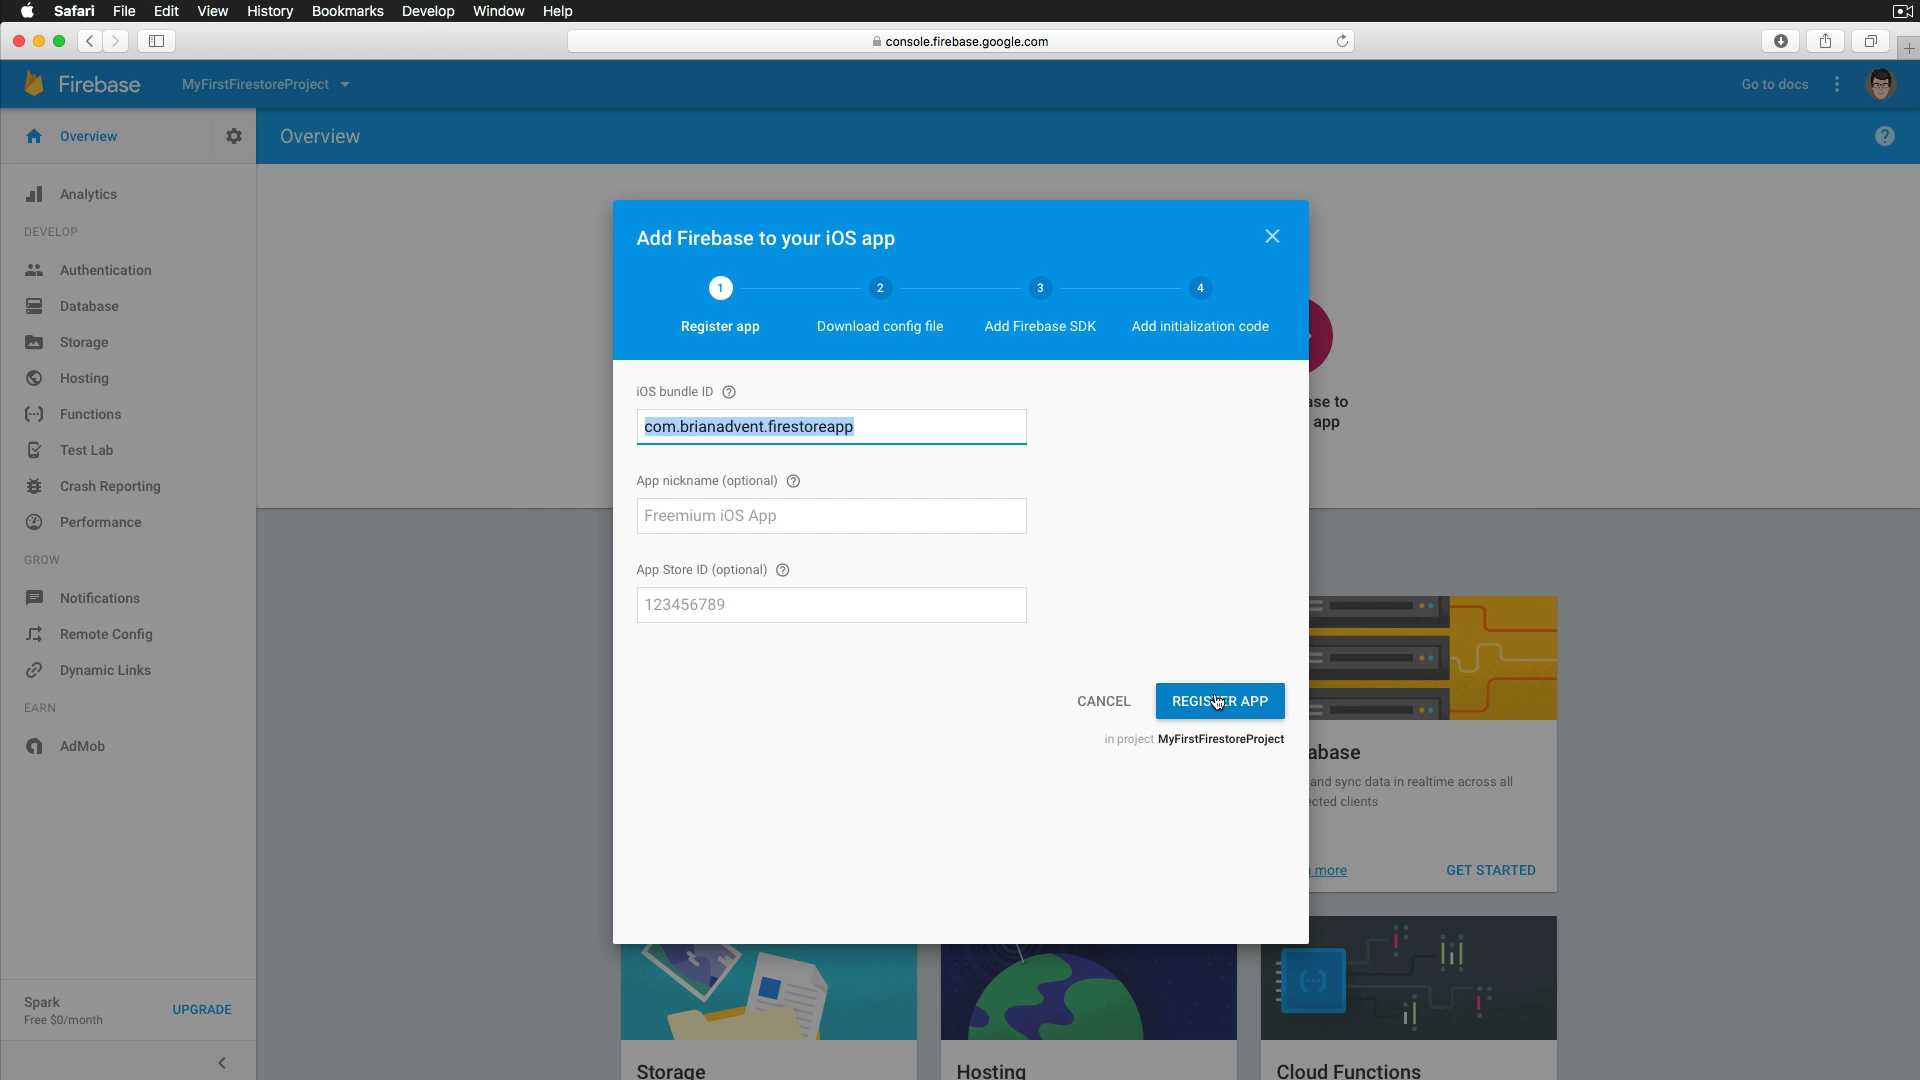 Safari File Edit View History Bookmarks Develop Window Help
console.firebase.google.com
Firebase MyFirstFirestoreProject Go to docs
Overview
Overview
Analytics
DEVELOP
Authentication
Database
Storage
Hosting
Functions
Test Lab
Crash Reporting
Performance
GROW
Notifications
Remote Config
Dynamic Links
EARN
AdMob
Spark
Free $0/month
UPGRADE
Add Firebase to your iOS app
1 2 3 4
Register app Download config file Add Firebase SDK Add initialization code
iOS bundle ID
com.brianadvent.firestoreapp
App nickname (optional)
Freemium iOS App
App Store ID (optional)
123456789
CANCEL REGISTER APP
in project MyFirstFirestoreProject
ase to
app
abase
and sync data in realtime across all
ected clients
more GET STARTED
Storage Hosting Cloud Functions